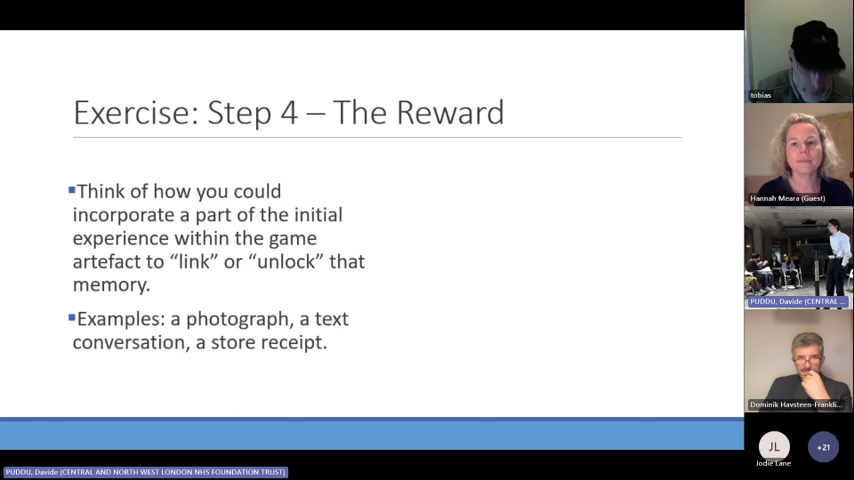 Exercise: Step 4 – The Reward
▪Think of how you could
incorporate a part of the initial
experience within the game
artefact to “link” or “unlock” that
memory.
▪Examples: a photograph, a text
conversation, a store receipt.
tobias
Hannah Meara (Guest)
PUDDU, Davide (CENTRAL ...
Dominik Havsteen-Frankli...
JL
Jodie Lane
+21
PUDDU, Davide (CENTRAL AND NORTH WEST LONDON NHS FOUNDATION TRUST)